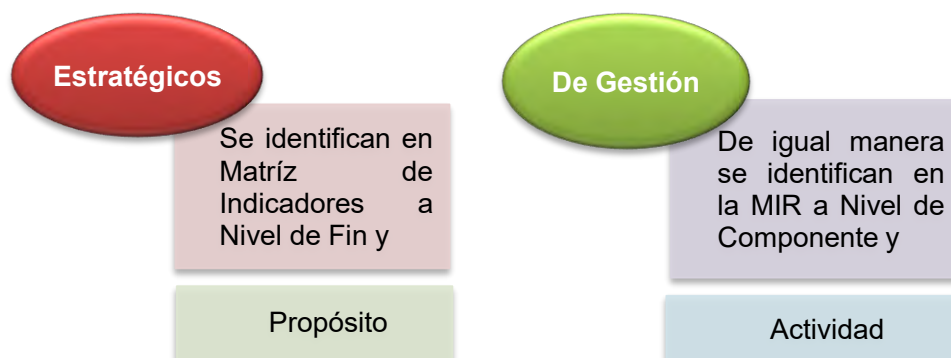 Estratégicos
Se identifican en
Matríz de
Indicadores a
Nivel de Fin y
Propósito
De Gestión
De igual manera
se identifican en
la MIR a Nivel de
Componente y
Actividad